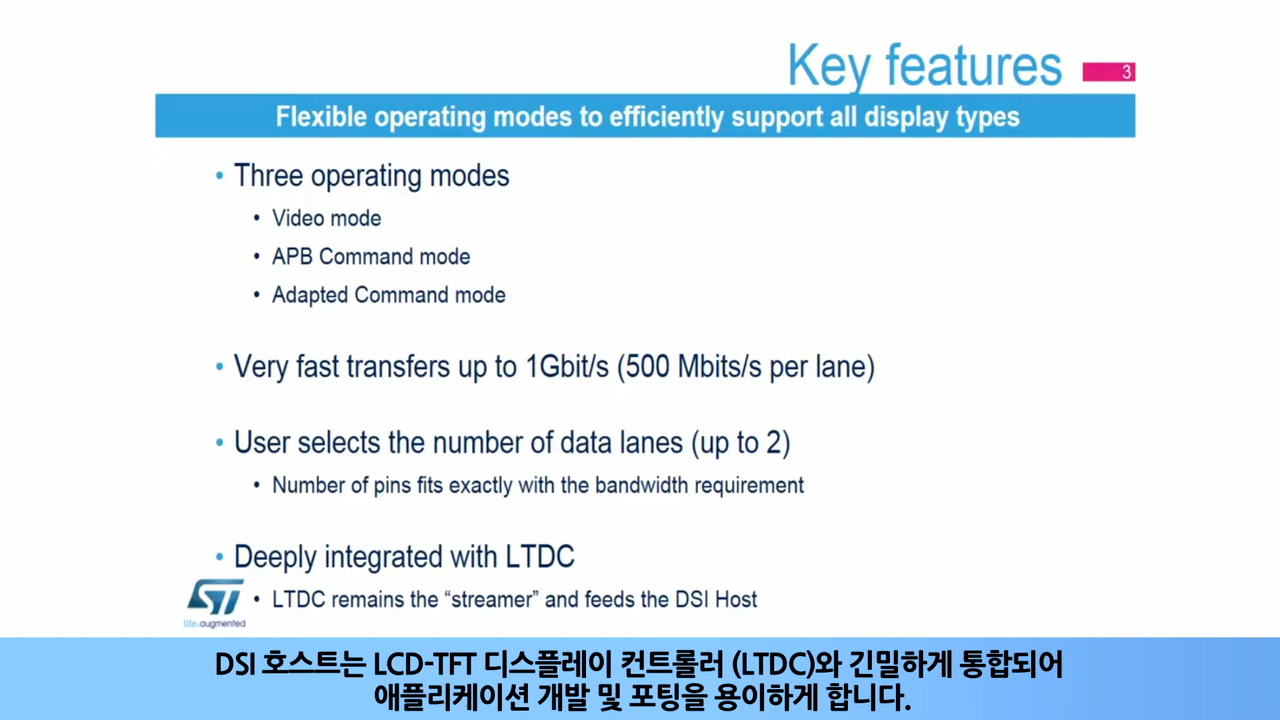 Key features
3
Flexible operating modes to efficiently support all display types
• Three operating modes
• Video mode
• APB Command mode
• Adapted Command mode
• Very fast transfers up to 1Gbit/s (500 Mbits/s per lane)
• User selects the number of data lanes (up to 2)
• Number of pins fits exactly with the bandwidth requirement
• Deeply integrated with LTDC
• LTDC remains the “streamer” and feeds the DSI Host
ST
life.augmented
DSI 호스트는 LCD-TFT 디스플레이 컨트롤러 (LTDC)와 긴밀하게 통합되어
애플리케이션 개발 및 포팅을 용이하게 합니다.